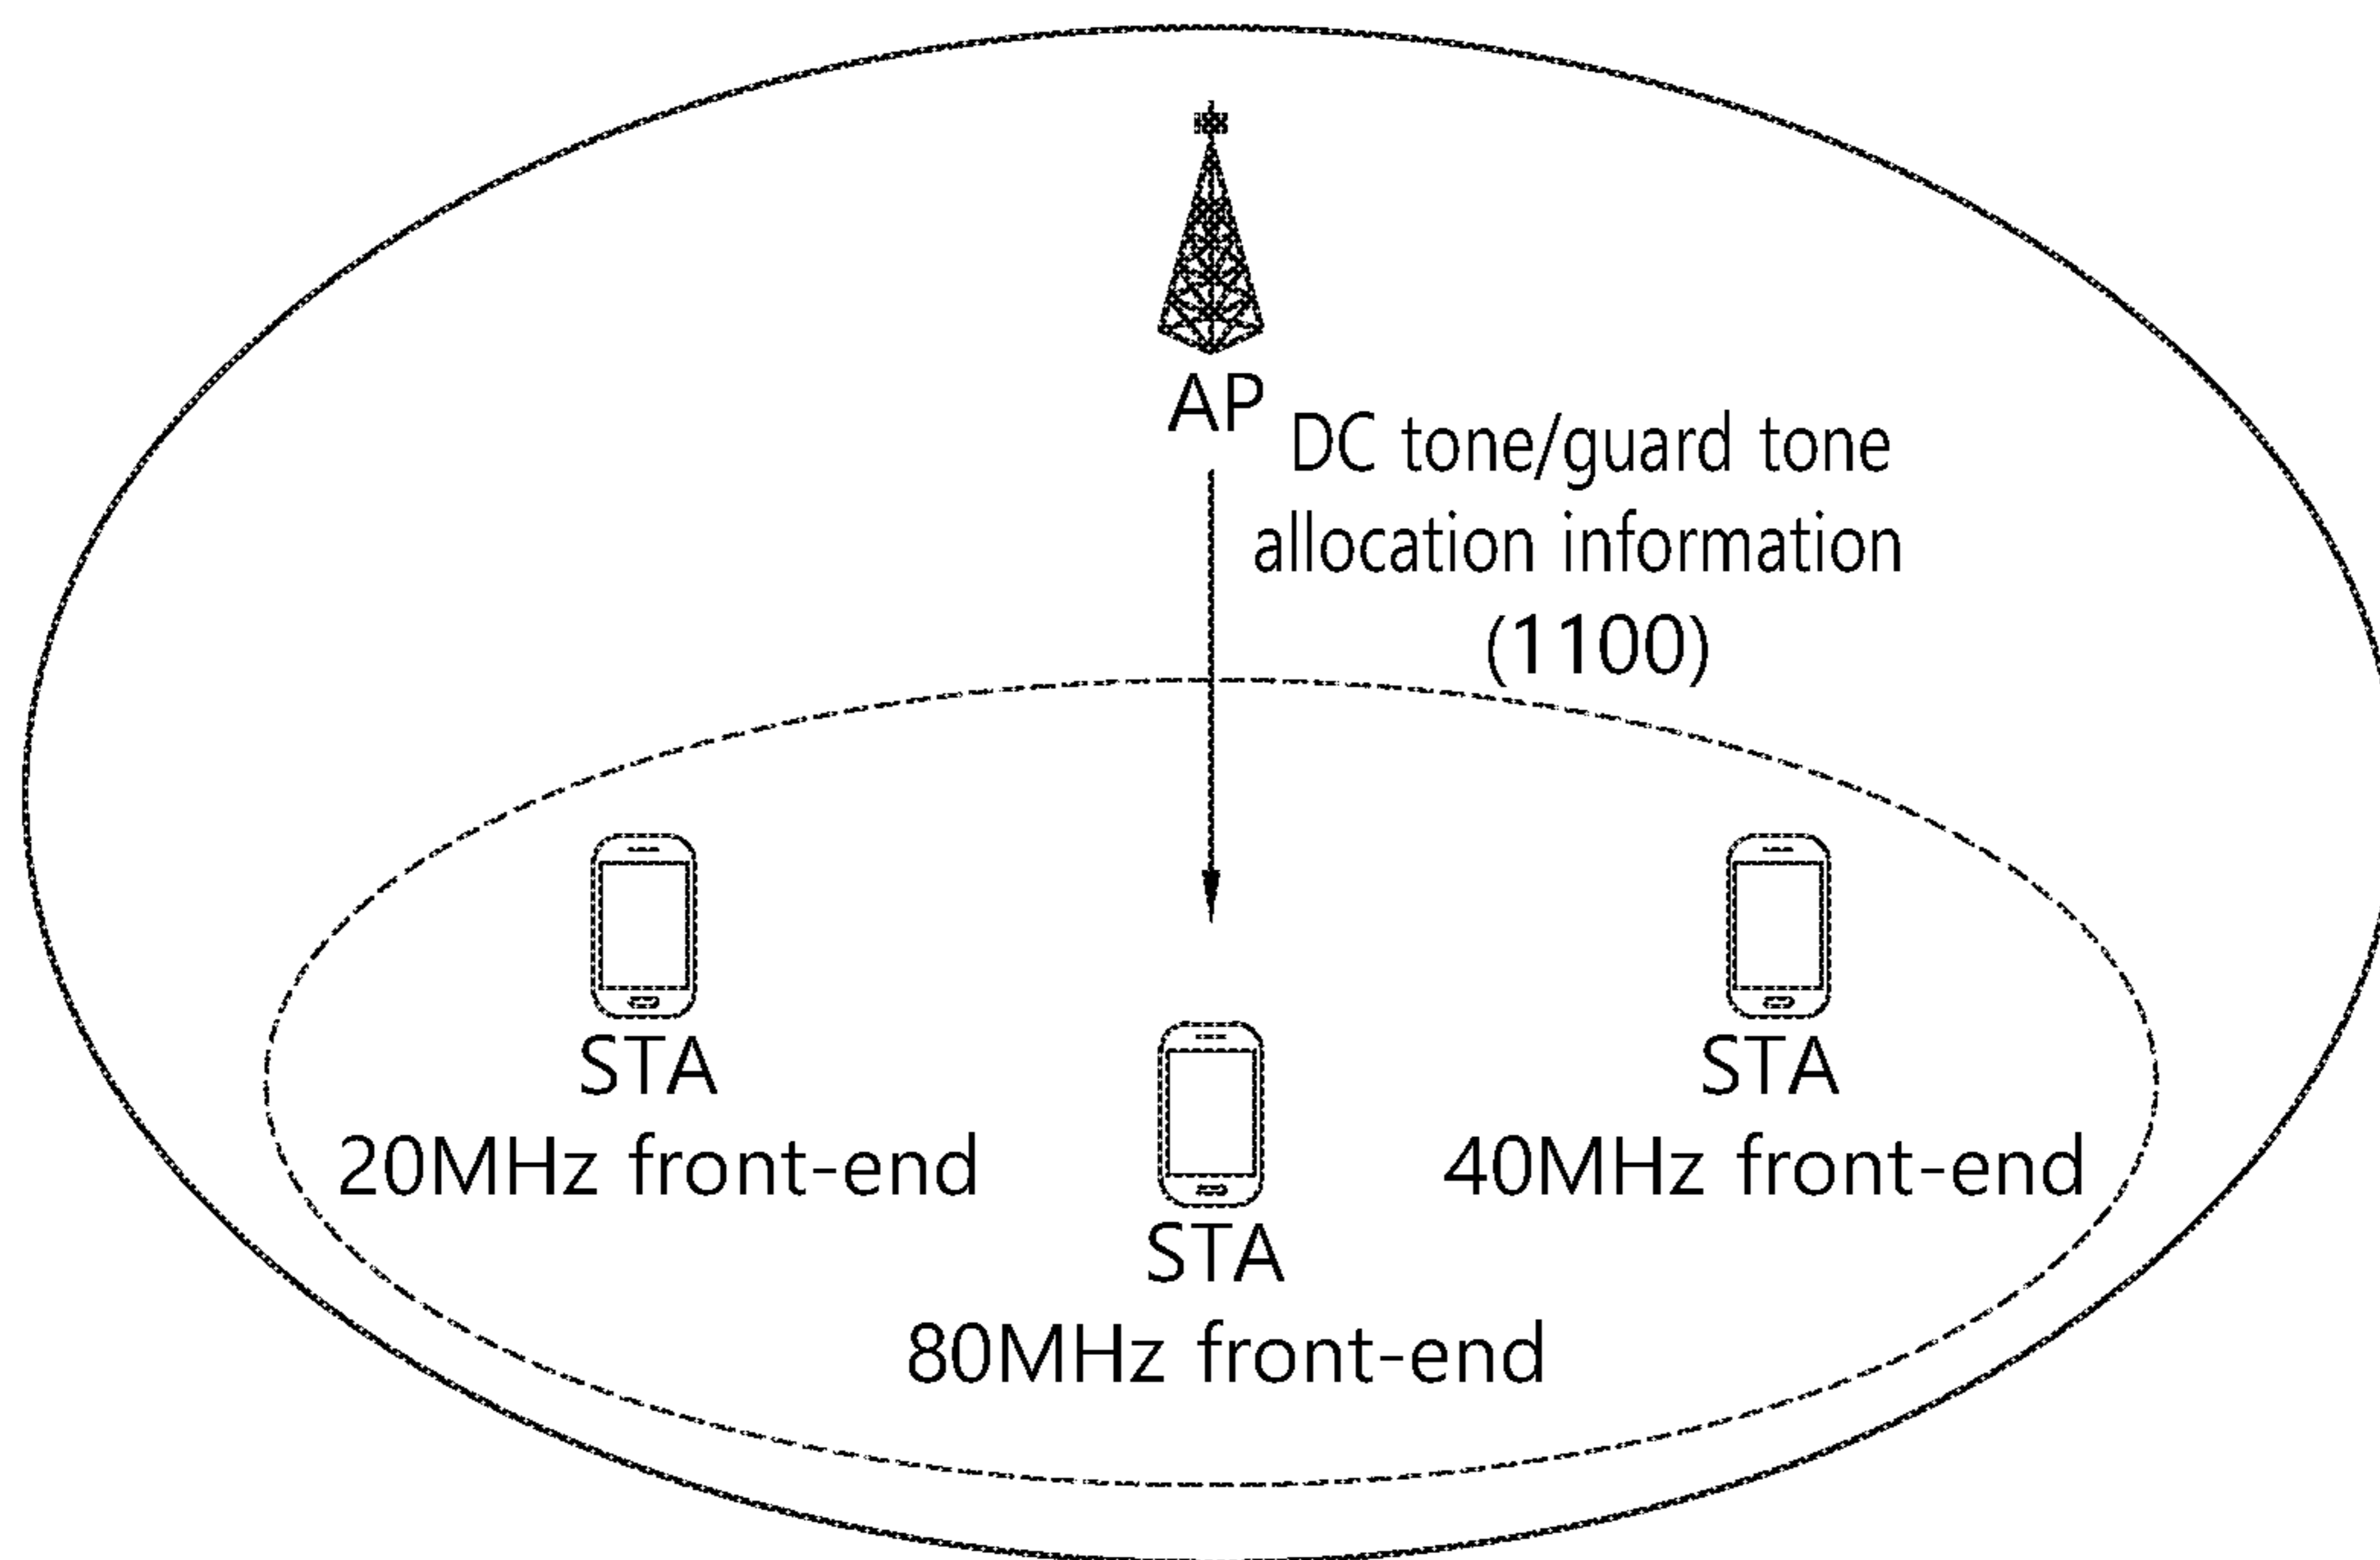 AP
DC tone/guard tone
allocation information
(1100)
STA
20MHz front-end
STA
40MHz front-end
STA
80MHz front-end